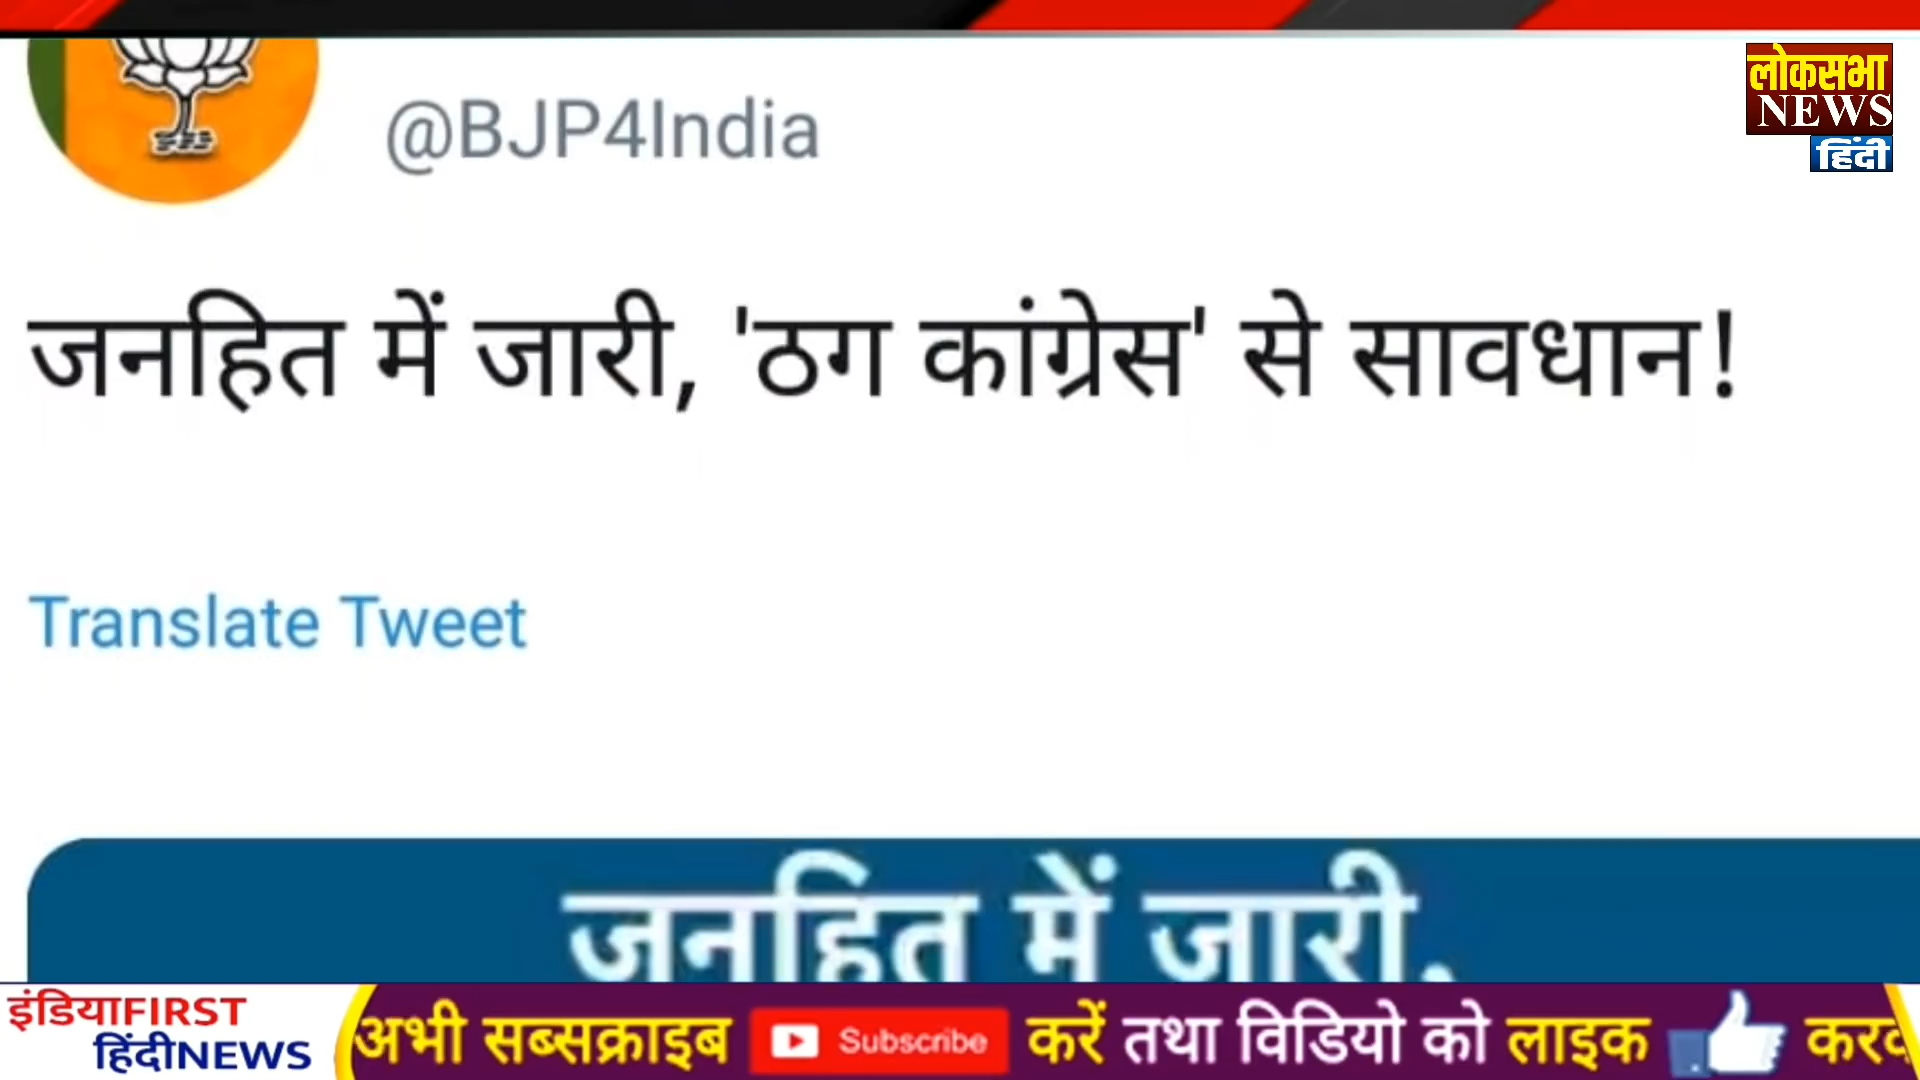 लोकसभा
NEWS
हिंदी
@BJP4India
जनहित में जारी, 'ठग कांग्रेस' से सावधान!
Translate Tweet
जनहित में जारी,
इंडियाFIRST
हिंदीNEWS
अभी सब्सक्राइब Subscribe करें तथा विडियो को लाइक